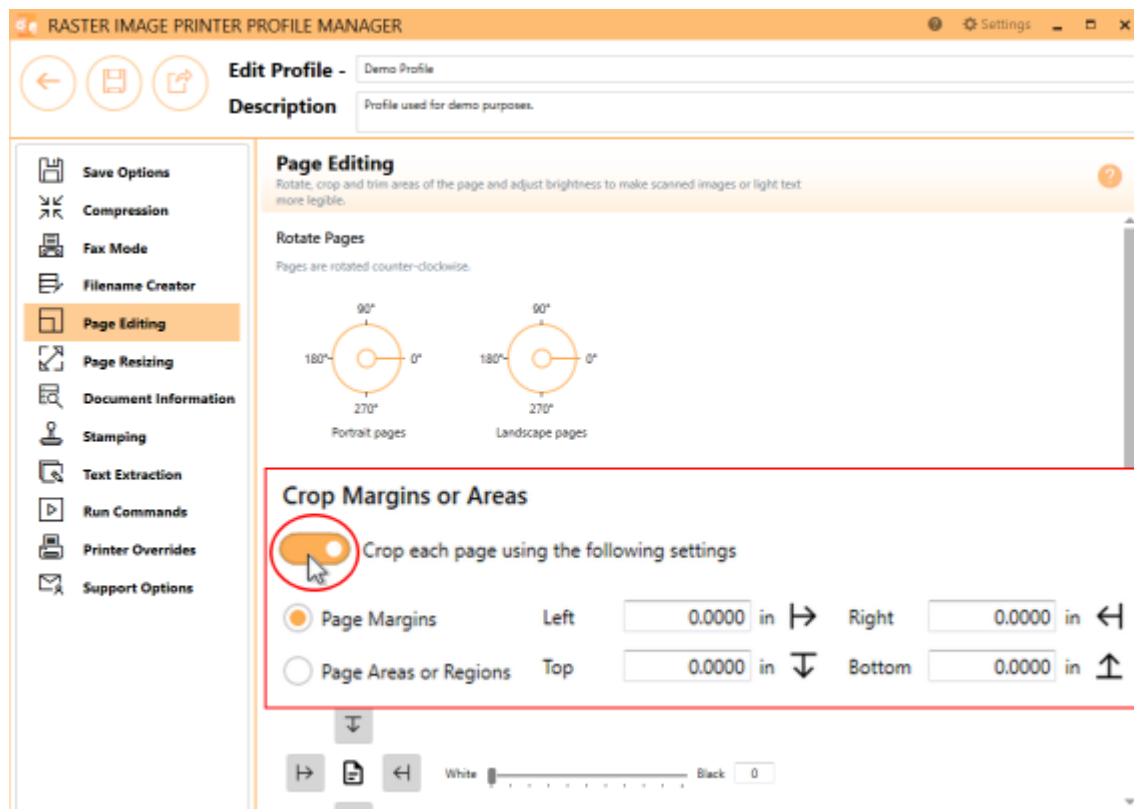 RASTER IMAGE PRINTER PROFILE MANAGER
? Settings
Edit Profile - Demo Profile
Description Profile used for demo purposes.
Save Options
Compression
Fax Mode
Filename Creator
Page Editing
Page Resizing
Document Information
Stamping
Text Extraction
Run Commands
Printer Overrides
Support Options
Page Editing
?
Rotate, crop and trim areas of the page and adjust brightness to make scanned images or light text
more legible.
Rotate Pages
Pages are rotated counter-clockwise.
90° 90°
180° 0° 180° 0°
270° 270°
Portrait pages Landscape pages
Crop Margins or Areas
Crop each page using the following settings
Page Margins Left 0.0000 in Right 0.0000 in
Page Areas or Regions Top 0.0000 in Bottom 0.0000 in
White Black 0